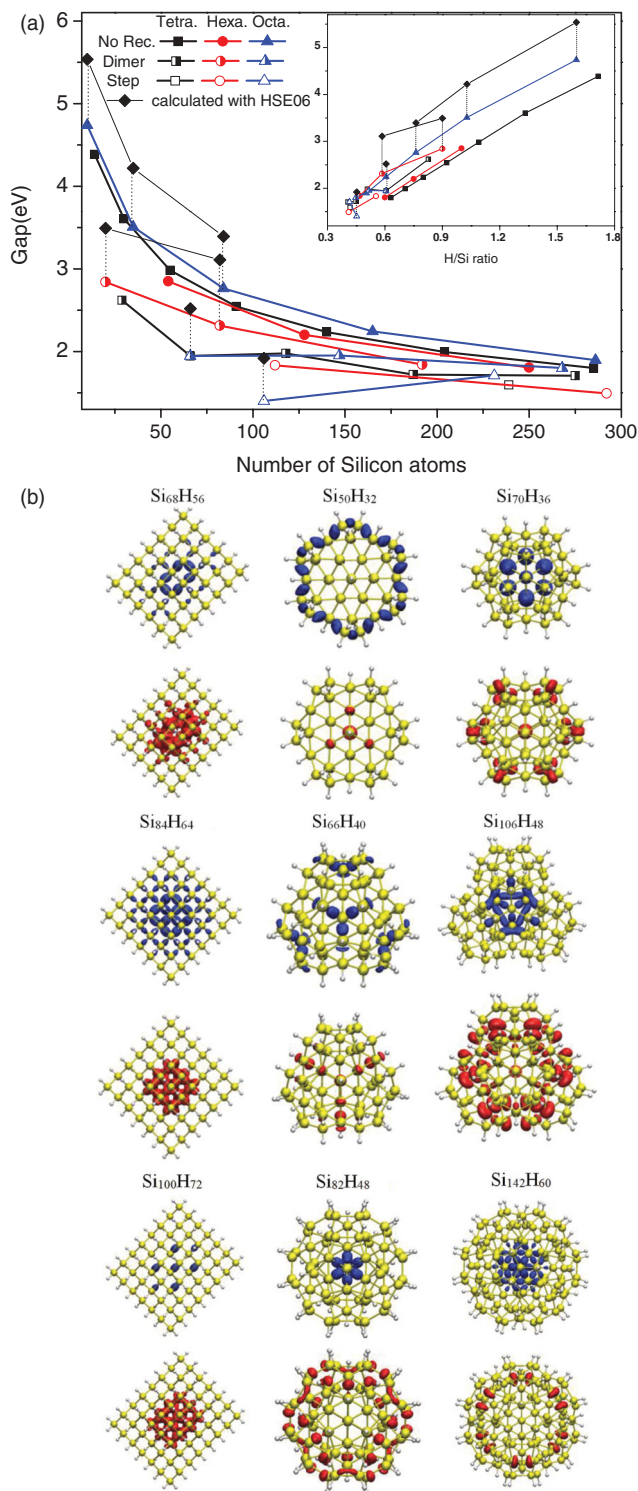 (a)
Tetra. Hexa. Octa.
No Rec.
Dimer
Step
calculated with HSE06
Gap(eV)
6
5
4
3
2
50 100 150 200 250 300
Number of Silicon atoms
5
4
3
2
0.3 0.6 0.9 1.2 1.5 1.8
H/Si ratio
(b)
Si68H56 Si50H32 Si70H36
Si84H64 Si66H40 Si106H48
Si100H72 Si82H48 Si142H60